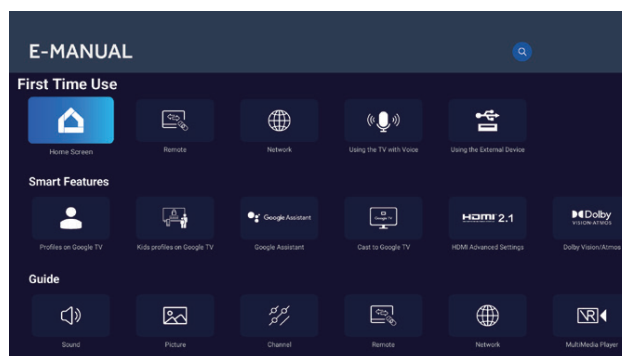 E-MANUAL
First Time Use
Home Screen
Remote
Network
Using the TV with Voice
Using the External Device
Smart Features
Google Assistant
HDMI 2.1
Dolby
VISION·ATMOS
Profiles on Google TV
Kids profiles on Google TV
Google Assistant
Cast to Google TV
HDMI Advanced Settings
Dolby Vision/Atmos
Guide
Sound
Picture
Channel
Remote
Network
MultiMedia Player